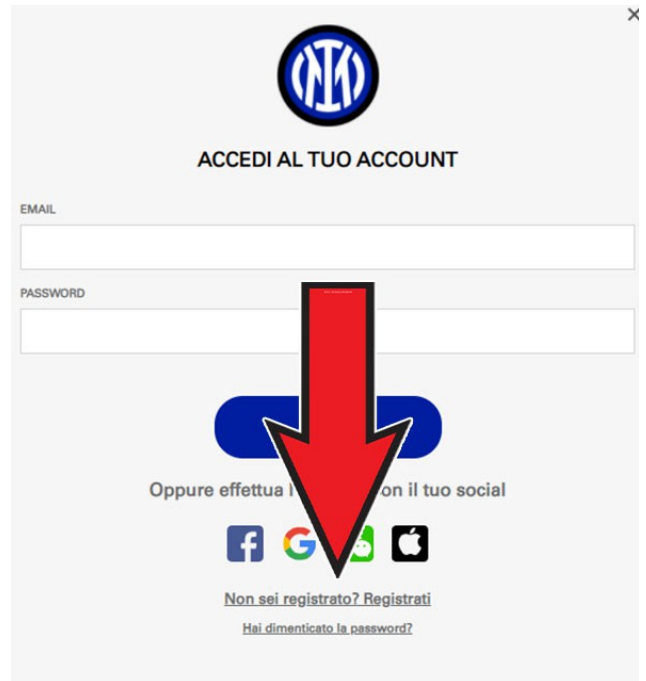 ACCEDI AL TUO ACCOUNT
EMAIL
PASSWORD
Oppure effettua l on il tuo social
Non sei registrato? Registrati
Hai dimenticato la password?